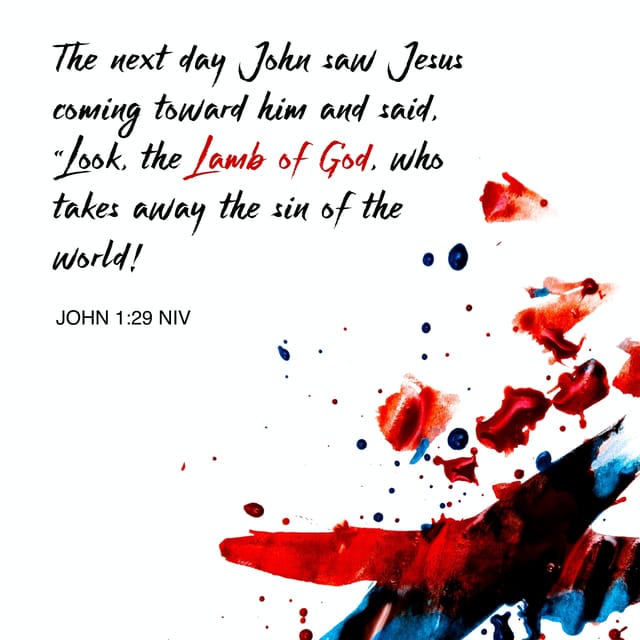 The next day John saw Jesus
coming toward him and said,
“Look, the Lamb of God, who
takes away the sin of the
world!
JOHN 1:29 NIV